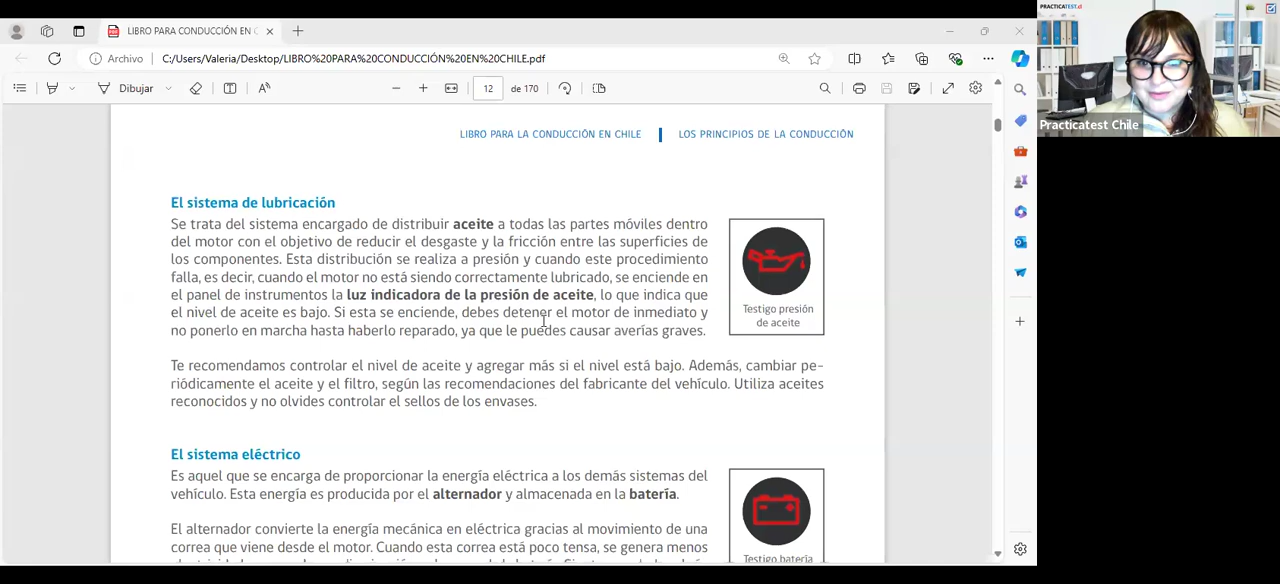 LIBRO PARA CONDUCCIÓN EN C
Archivo
C:/Users/Valeria/Desktop/LIBRO%20PARA%20CONDUCCIÓN%20EN%20CHILE.pdf
Dibujar
12
de 170
PRACTICATEST.cl
Practicatest Chile
LIBRO PARA LA CONDUCCIÓN EN CHILE | LOS PRINCIPIOS DE LA CONDUCCIÓN
El sistema de lubricación
Se trata del sistema encargado de distribuir aceite a todas las partes móviles dentro
del motor con el objetivo de reducir el desgaste y la fricción entre las superficies de
los componentes. Esta distribución se realiza a presión y cuando este procedimiento
falla, es decir, cuando el motor no está siendo correctamente lubricado, se enciende en
el panel de instrumentos la luz indicadora de la presión de aceite, lo que indica que
el nivel de aceite es bajo. Si esta se enciende, debes detener el motor de inmediato y
no ponerlo en marcha hasta haberlo reparado, ya que le puedes causar averías graves.
Testigo presión
de aceite
Te recomendamos controlar el nivel de aceite y agregar más si el nivel está bajo. Además, cambiar pe-
riódicamente el aceite y el filtro, según las recomendaciones del fabricante del vehículo. Utiliza aceites
reconocidos y no olvides controlar el sellos de los envases.
El sistema eléctrico
Es aquel que se encarga de proporcionar la energía eléctrica a los demás sistemas del
vehículo. Esta energía es producida por el alternador y almacenada en la batería.
El alternador convierte la energía mecánica en eléctrica gracias al movimiento de una
correa que viene desde el motor. Cuando esta correa está poco tensa, se genera menos
Testigo batería